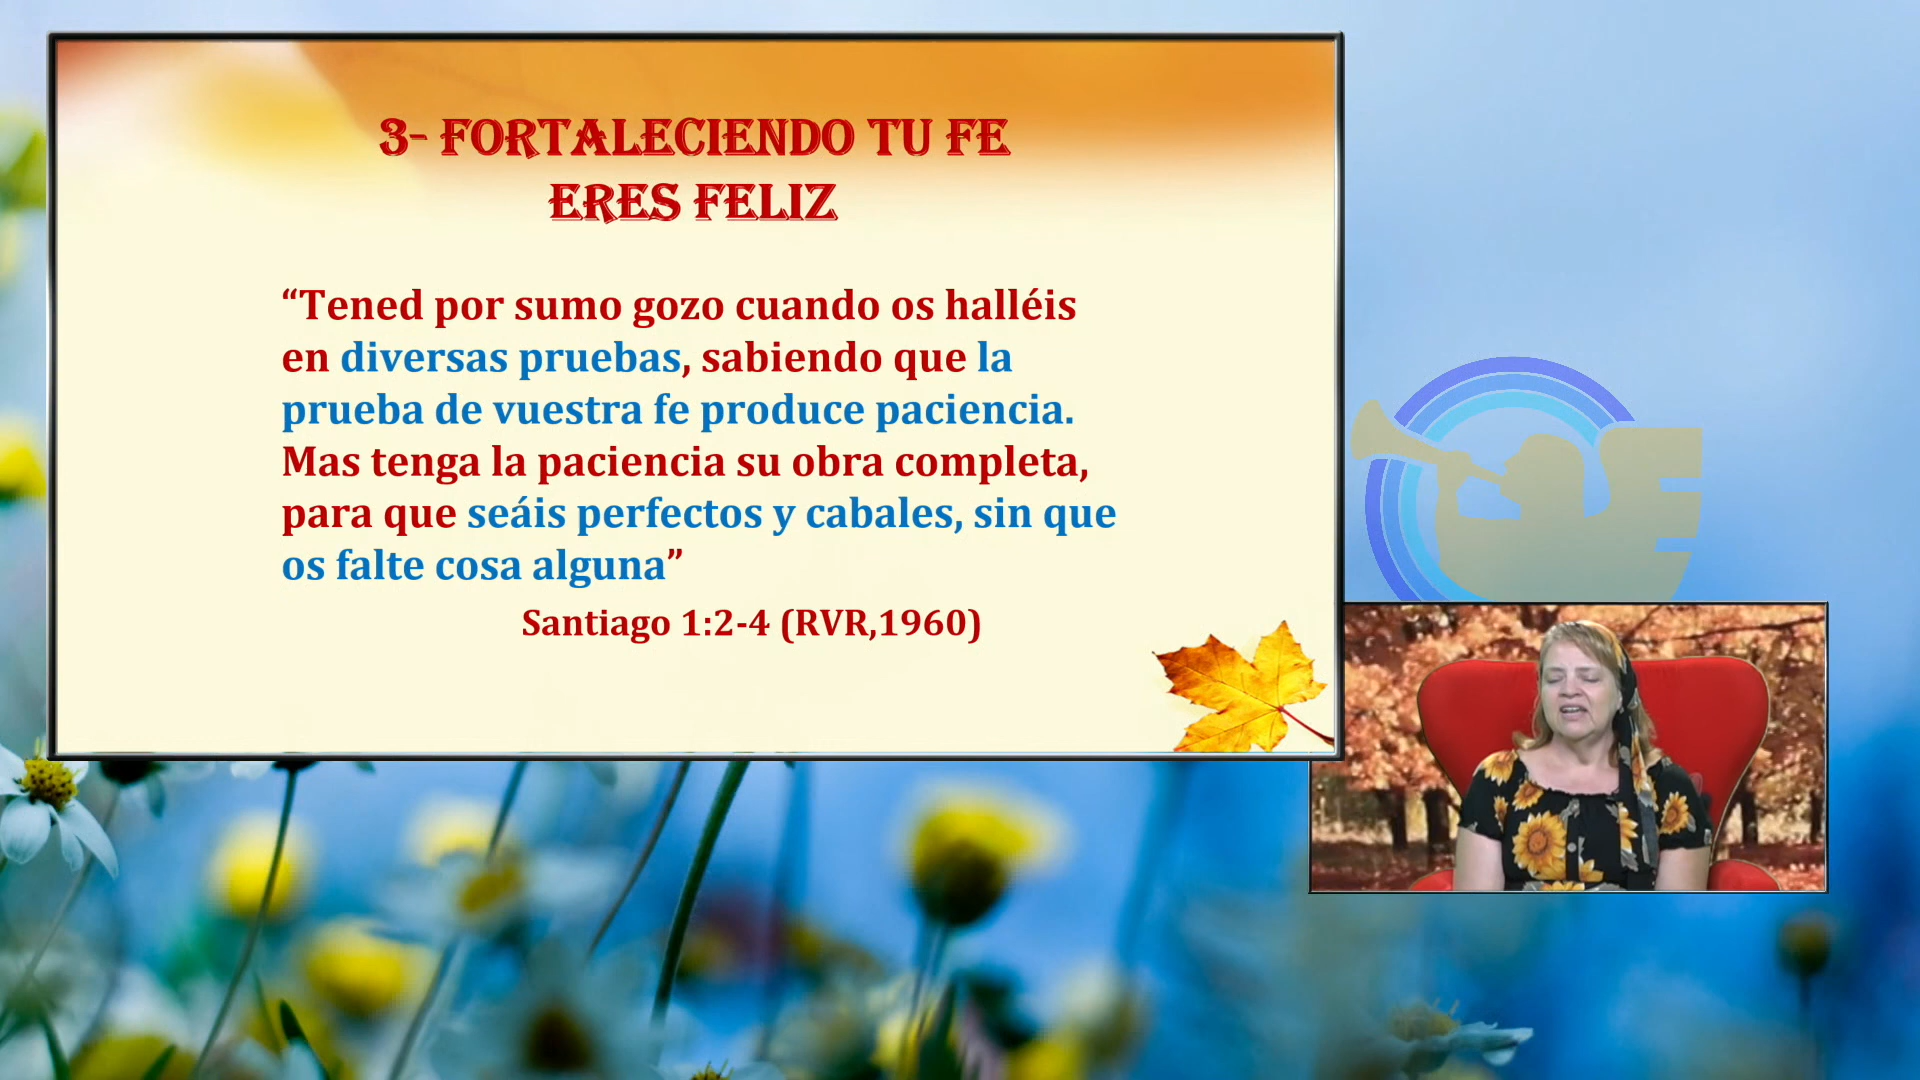 3- FORTALECIENDO TU FE
ERES FELIZ
“Tened por sumo gozo cuando os halléis
en diversas pruebas, sabiendo que la
prueba de vuestra fe produce paciencia.
Mas tenga la paciencia su obra completa,
para que seáis perfectos y cabales, sin que
os falte cosa alguna”
Santiago 1:2-4 (RVR,1960)